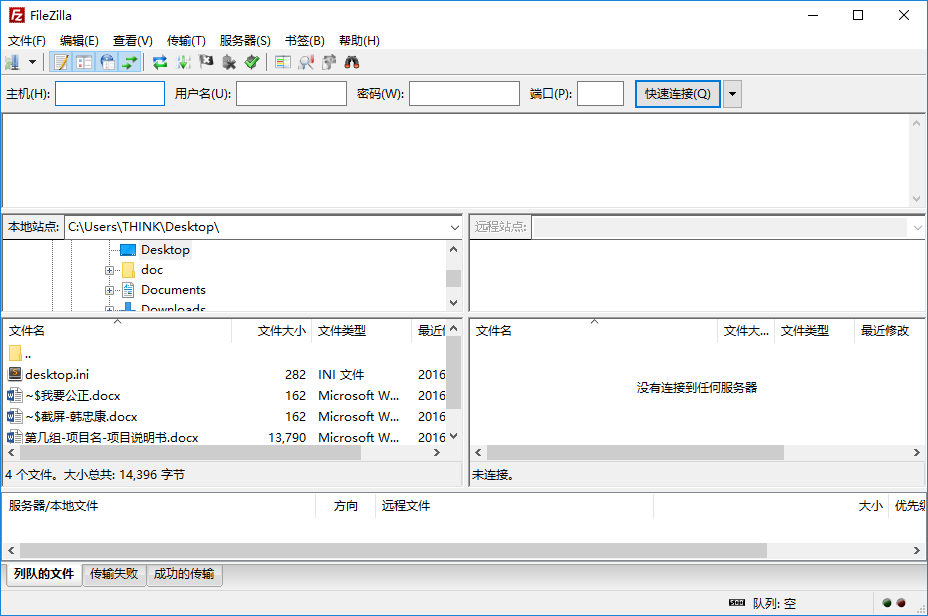 FileZilla
文件(F) 编辑(E) 查看(V) 传输(T) 服务器(S) 书签(B) 帮助(H)
主机(H): 用户名(U): 密码(W): 端口(P): 快速连接(Q)
本地站点: C:\Users\THINK\Desktop\
Desktop
doc
Documents
Downloads
远程站点:
文件名 文件大小 文件类型 最近
..
desktop.ini 282 INI 文件 2016
~$我要公正.docx 162 Microsoft W... 2016
~$截屏-韩忠康.docx 162 Microsoft W... 2016
第几组-项目名-项目说明书.docx 13,790 Microsoft W... 2016
4 个文件。大小总共: 14,396 字节
文件名 文件大... 文件类型 最近修改
没有连接到任何服务器
未连接。
服务器/本地文件 方向 远程文件 大小 优先级
列队的文件 传输失败 成功的传输
队列: 空